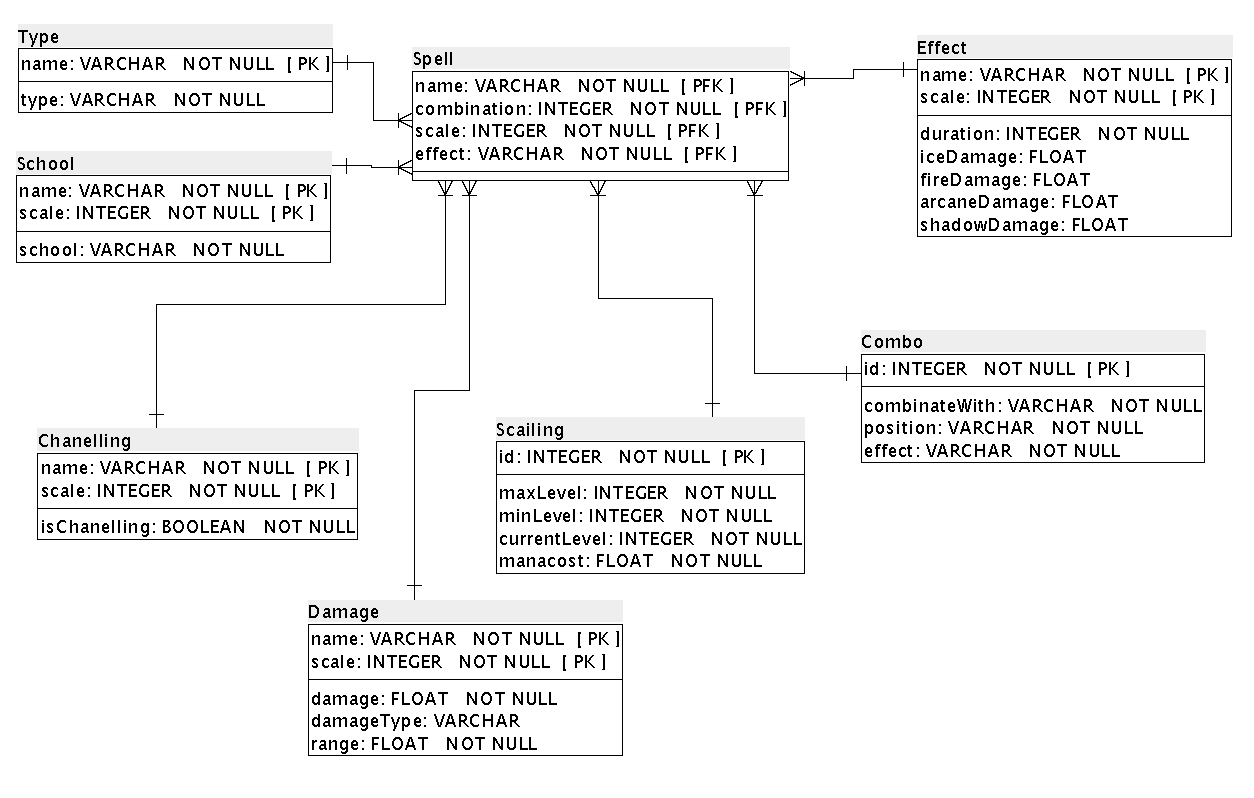 Type
name: VARCHAR NOT NULL [ PK ]
type: VARCHAR NOT NULL
School
name: VARCHAR NOT NULL [ PK ]
scale: INTEGER NOT NULL [ PK ]
school: VARCHAR NOT NULL
Spell
name: VARCHAR NOT NULL [ PFK ]
combination: INTEGER NOT NULL [ PFK ]
scale: INTEGER NOT NULL [PFK ]
effect: VARCHAR NOT NULL [ PFK ]
Effect
name: VARCHAR NOT NULL [ PK ]
scale: INTEGER NOT NULL [ PK ]
duration: INTEGER NOT NULL
iceDamage: FLOAT
fireDamage: FLOAT
arcaneDamage: FLOAT
shadowDamage: FLOAT
Combo
id: INTEGER NOT NULL [ PK ]
combinateWith: VARCHAR NOT NULL
position: VARCHAR NOT NULL
effect: VARCHAR NOT NULL
Chanelling
name: VARCHAR NOT NULL [ PK ]
scale: INTEGER NOT NULL [ PK ]
isChanelling: BOOLEAN NOT NULL
Scailing
id: INTEGER NOT NULL [ PK ]
maxLevel: INTEGER NOT NULL
minLevel: INTEGER NOT NULL
currentLevel: INTEGER NOT NULL
manacost: FLOAT NOT NULL
Damage
name: VARCHAR NOT NULL [ PK ]
scale: INTEGER NOT NULL [ PK ]
damage: FLOAT NOT NULL
damageType: VARCHAR
range: FLOAT NOT NULL